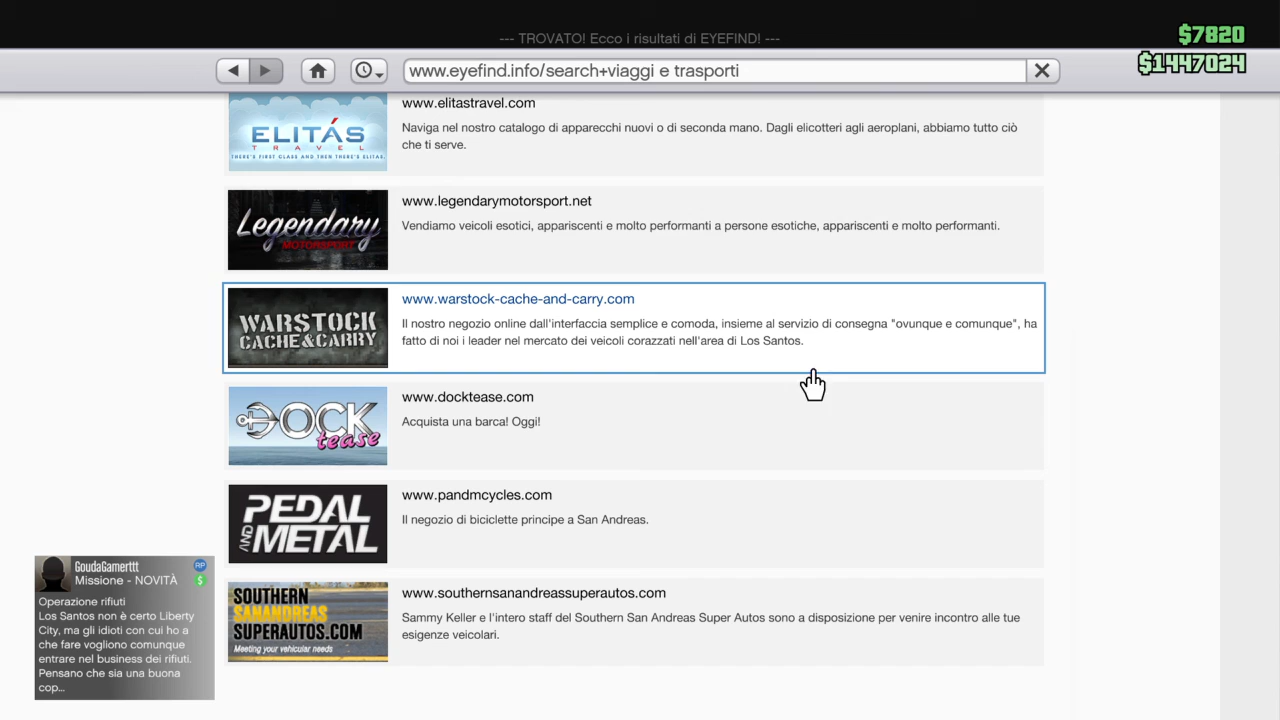 --- TROVATO! Ecco i risultati di EYEFIND! ---
$7820
$1447024
www.eyefind.info/search+viaggi e trasporti
ELITÁS
TRAVEL
THERE'S FIRST CLASS AND THEN THERE'S ELITAS.
www.elitastravel.com
Naviga nel nostro catalogo di apparecchi nuovi o di seconda mano. Dagli elicotteri agli aeroplani, abbiamo tutto ciò
che ti serve.
Legendary
MOTORSPORT
www.legendarymotorsport.net
Vendiamo veicoli esotici, appariscenti e molto performanti a persone esotiche, appariscenti e molto performanti.
WARSTOCK
CACHE&CARRY
www.warstock-cache-and-carry.com
Il nostro negozio online dall'interfaccia semplice e comoda, insieme al servizio di consegna "ovunque e comunque", ha
fatto di noi i leader nel mercato dei veicoli corazzati nell'area di Los Santos.
DOCK
tease
www.docktease.com
Acquista una barca! Oggi!
PEDAL
AND METAL
www.pandmcycles.com
Il negozio di biciclette principe a San Andreas.
SOUTHERN
SANANDREAS
SUPERAUTOS.COM
Meeting your vehicular needs
www.southernsanandreassuperautos.com
Sammy Keller e l'intero staff del Southern San Andreas Super Autos sono a disposizione per venire incontro alle tue
esigenze veicolari.
GoudaGamerttt
RP
Missione - NOVITÀ
$
Operazione rifiuti
Los Santos non è certo Liberty
City, ma gli idioti con cui ho a
che fare vogliono comunque
entrare nel business dei rifiuti.
Pensano che sia una buona
cop...